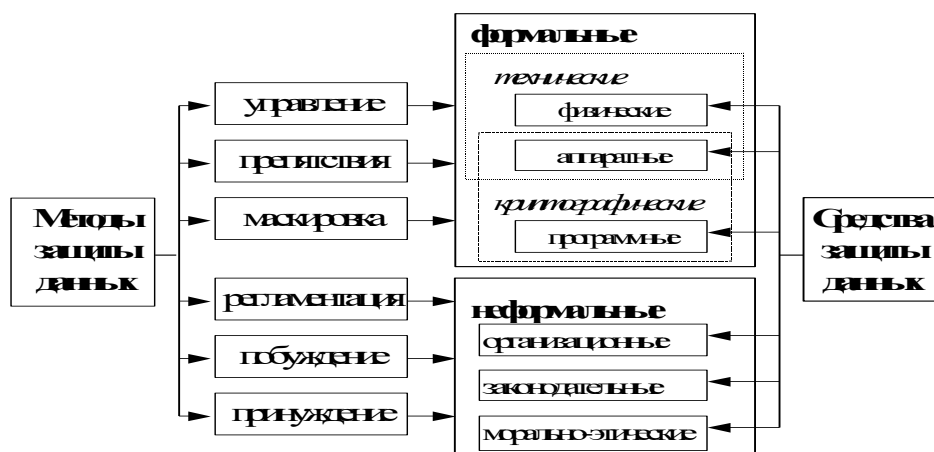 Методы
защиты
данных
управление
препятствия
маскировка
регламентация
побуждение
принуждение
формальные
технические
физические
аппаратные
криптографические
программные
неформальные
организационные
законодательные
морально-этические
Средства
защиты
данных